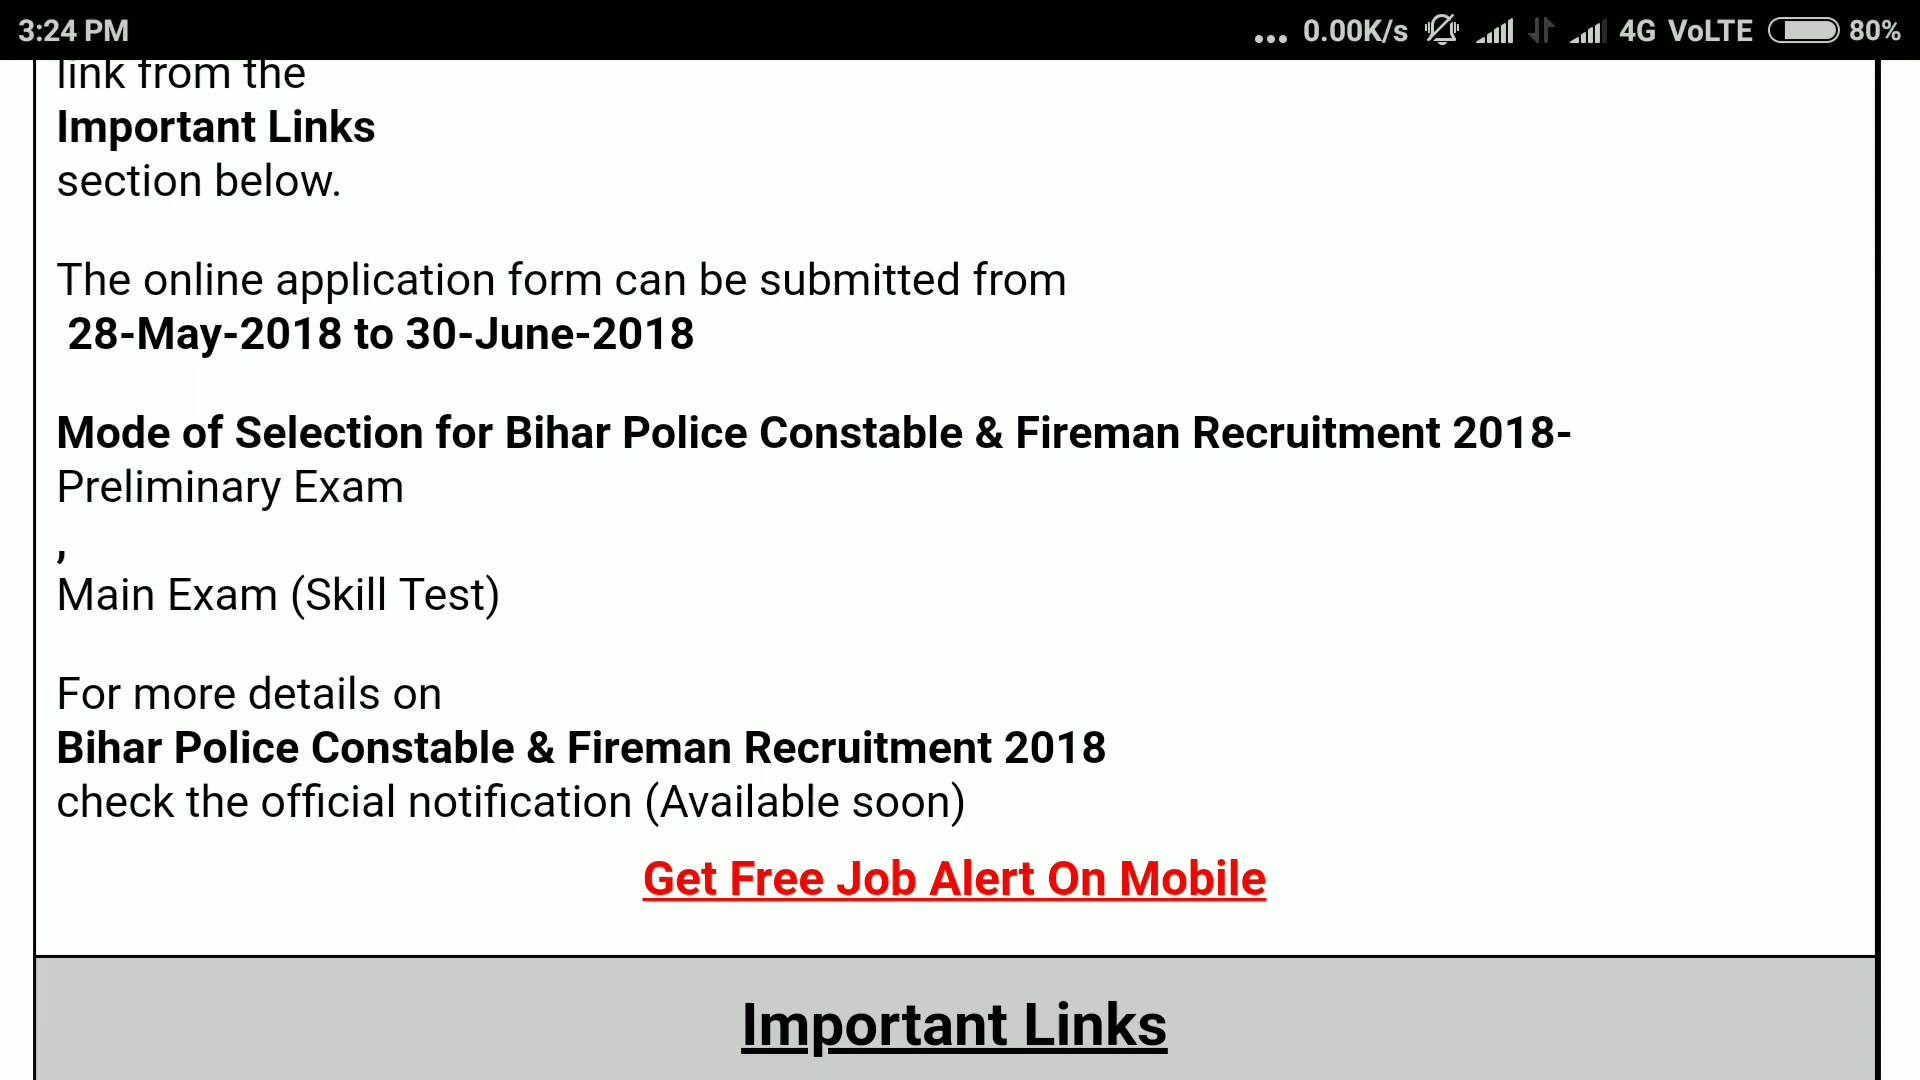 3:24 PM
... 0.00K/s 4G VoLTE 80%
link from the
Important Links
section below.
The online application form can be submitted from
28-May-2018 to 30-June-2018
Mode of Selection for Bihar Police Constable & Fireman Recruitment 2018-
Preliminary Exam
,
Main Exam (Skill Test)
For more details on
Bihar Police Constable & Fireman Recruitment 2018
check the official notification (Available soon)
Get Free Job Alert On Mobile
Important Links